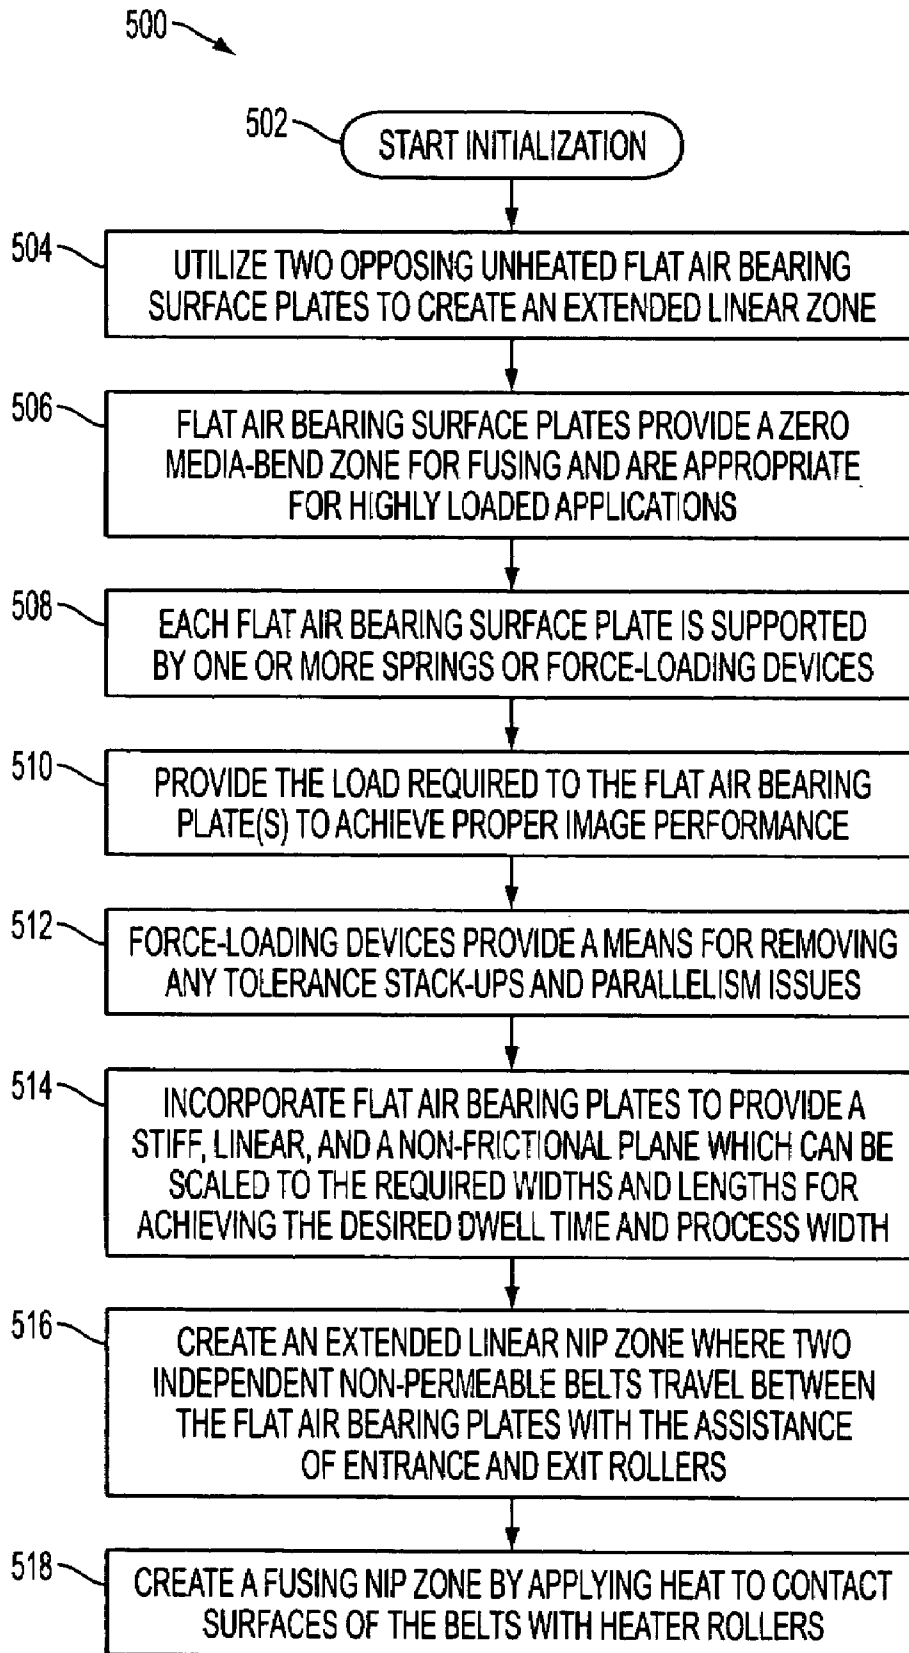 500
502
START INITIALIZATION
504
UTILIZE TWO OPPOSING UNHEATED FLAT AIR BEARING
SURFACE PLATES TO CREATE AN EXTENDED LINEAR ZONE
506
FLAT AIR BEARING SURFACE PLATES PROVIDE A ZERO
MEDIA-BEND ZONE FOR FUSING AND ARE APPROPRIATE
FOR HIGHLY LOADED APPLICATIONS
508
EACH FLAT AIR BEARING SURFACE PLATE IS SUPPORTED
BY ONE OR MORE SPRINGS OR FORCE-LOADING DEVICES
510
PROVIDE THE LOAD REQUIRED TO THE FLAT AIR BEARING
PLATE(S) TO ACHIEVE PROPER IMAGE PERFORMANCE
512
FORCE-LOADING DEVICES PROVIDE A MEANS FOR REMOVING
ANY TOLERANCE STACK-UPS AND PARALLELISM ISSUES
514
INCORPORATE FLAT AIR BEARING PLATES TO PROVIDE A
STIFF, LINEAR, AND A NON-FRICTIONAL PLANE WHICH CAN BE
SCALED TO THE REQUIRED WIDTHS AND LENGTHS FOR
ACHIEVING THE DESIRED DWELL TIME AND PROCESS WIDTH
516
CREATE AN EXTENDED LINEAR NIP ZONE WHERE TWO
INDEPENDENT NON-PERMEABLE BELTS TRAVEL BETWEEN
THE FLAT AIR BEARING PLATES WITH THE ASSISTANCE
OF ENTRANCE AND EXIT ROLLERS
518
CREATE A FUSING NIP ZONE BY APPLYING HEAT TO CONTACT
SURFACES OF THE BELTS WITH HEATER ROLLERS